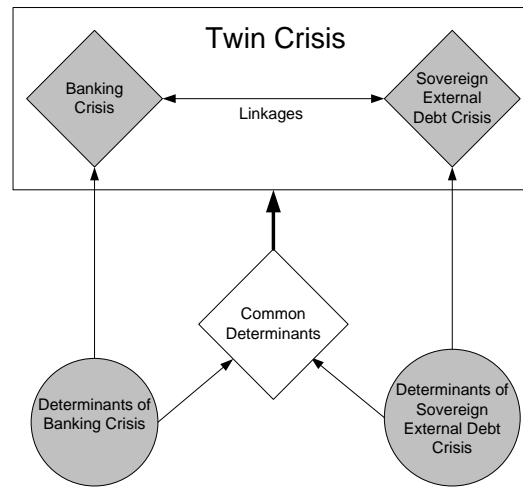 Twin Crisis
Banking
Crisis
Sovereign
External
Debt Crisis
Linkages
Common
Determinants
Determinants of
Banking Crisis
Determinants of
Sovereign
External Debt
Crisis